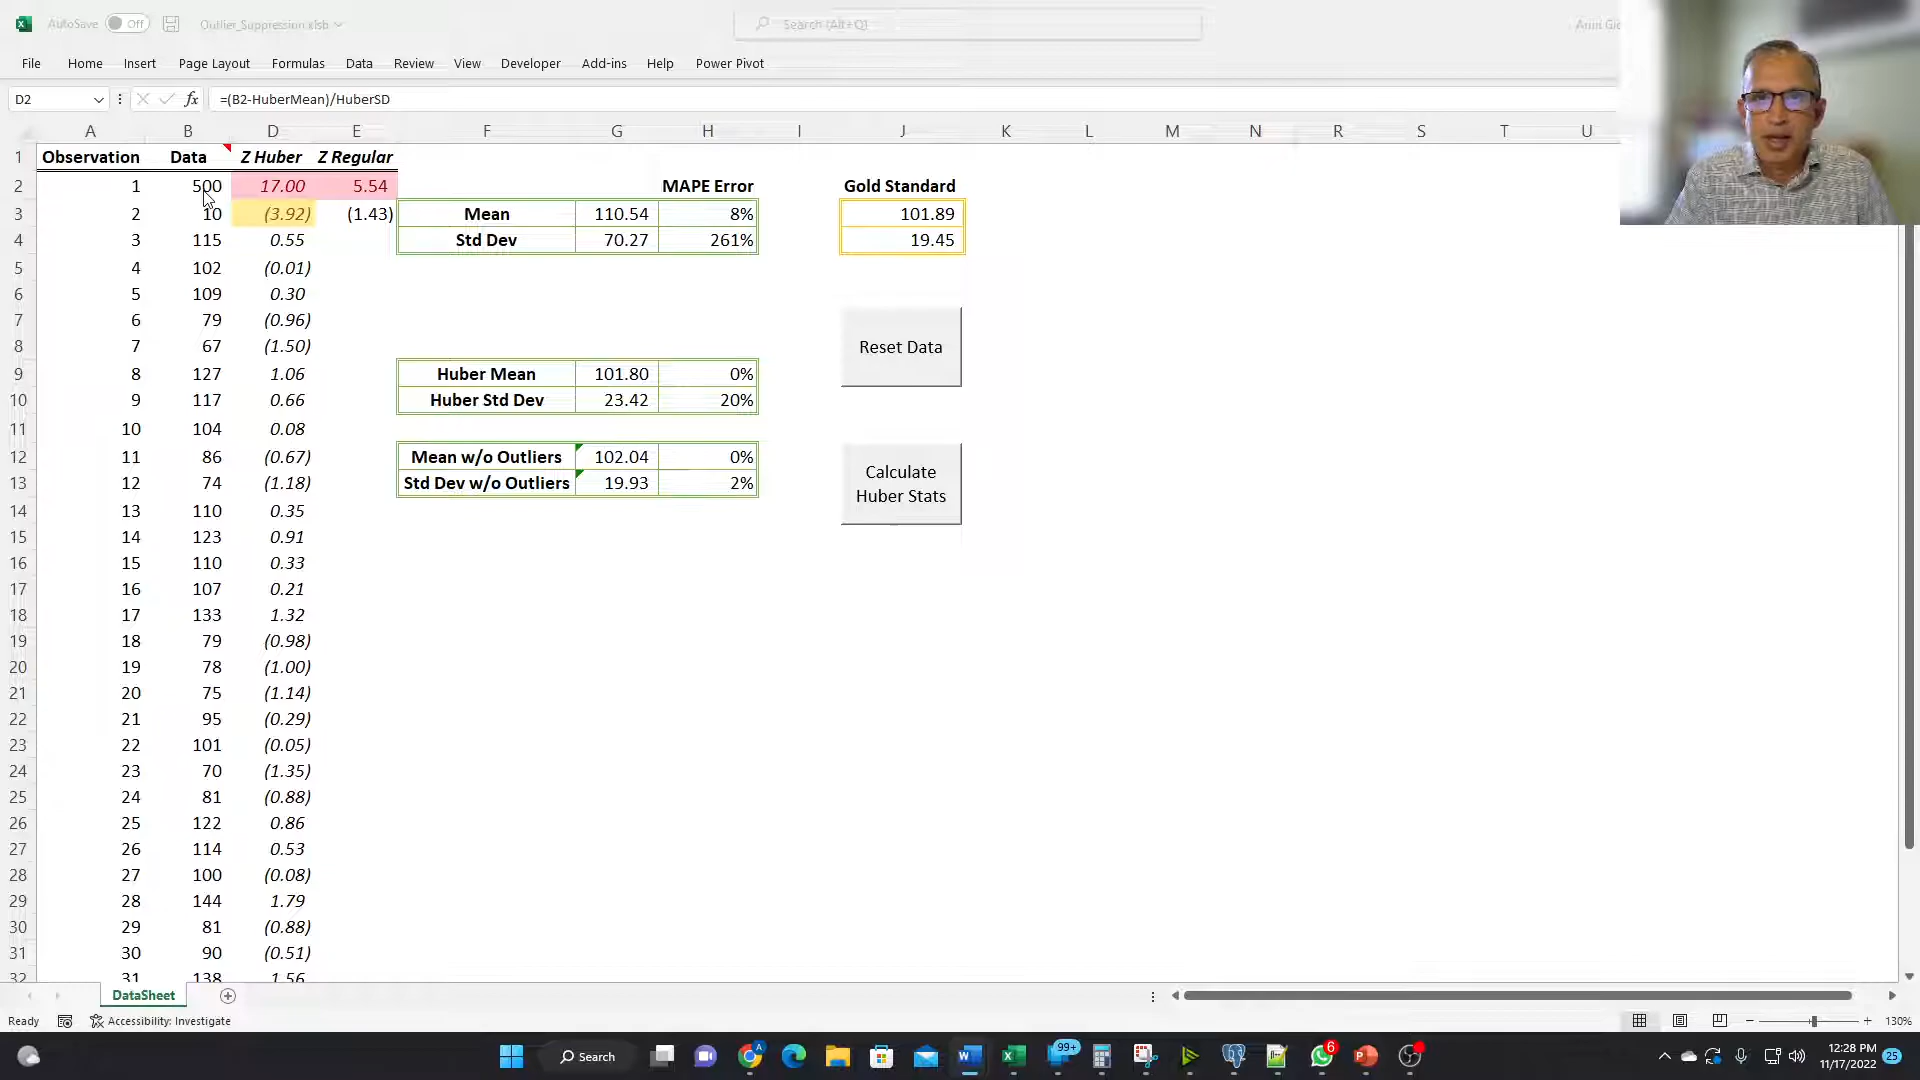 AutoSave Off Outlier_Suppression.xlsb Search (Alt+Q)
File Home Insert Page Layout Formulas Data Review View Developer Add-ins Help Power Pivot
D2 fx =(B2-HuberMean)/HuberSD
A B D E F G H I J K L M N R S T U
1 Observation Data Z Huber Z Regular
2 1 500 17.00 5.54 MAPE Error Gold Standard
3 2 10 (3.92) (1.43) Mean 110.54 8% 101.89
4 3 115 0.55 Std Dev 70.27 261% 19.45
5 4 102 (0.01)
6 5 109 0.30
7 6 79 (0.96)
8 7 67 (1.50) Reset Data
9 8 127 1.06 Huber Mean 101.80 0%
10 9 117 0.66 Huber Std Dev 23.42 20%
11 10 104 0.08
12 11 86 (0.67) Mean w/o Outliers 102.04 0% Calculate
13 12 74 (1.18) Std Dev w/o Outliers 19.93 2% Huber Stats
14 13 110 0.35
15 14 123 0.91
16 15 110 0.33
17 16 107 0.21
18 17 133 1.32
19 18 79 (0.98)
20 19 78 (1.00)
21 20 75 (1.14)
22 21 95 (0.29)
23 22 101 (0.05)
24 23 70 (1.35)
25 24 81 (0.88)
26 25 122 0.86
27 26 114 0.53
28 27 100 (0.08)
29 28 144 1.79
30 29 81 (0.88)
31 30 90 (0.51)
32 31 138 1.56
DataSheet
Ready Accessibility: Investigate 130%
Search 99+ 6 12:28 PM
11/17/2022 25